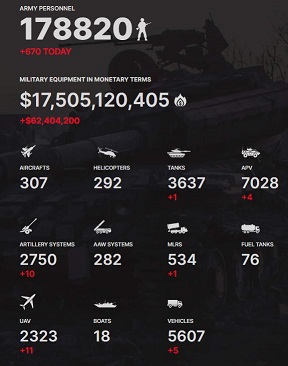 ARMY PERSONNEL
178820
+670 TODAY
MILITARY EQUIPMENT IN MONETARY TERMS
$17,505,120,405
+$62,404,200
AIRCRAFTS HELICOPTERS TANKS APV
307 292 3637 7028
+1 +4
ARTILLERY SYSTEMS AAW SYSTEMS MLRS FUEL TANKS
2750 282 534 76
+10 +1
UAV BOATS VEHICLES
2323 18 5607
+11 +5